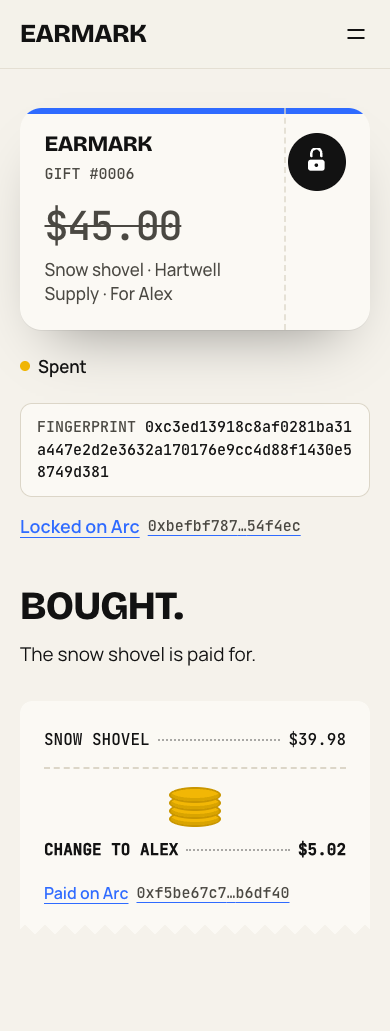 EARMARK
EARMARK
GIFT #0006
$45.00
Snow shovel · Hartwell
Supply · For Alex
Spent
FINGERPRINT 0xc3ed13918c8af0281ba31
a447e2d2e3632a170176e9cc4d88f1430e5
8749d381
Locked on Arc 0xbefbf787…54f4ec
BOUGHT.
The snow shovel is paid for.
SNOW SHOVEL $39.98
CHANGE TO ALEX $5.02
Paid on Arc 0xf5be67c7…b6df40